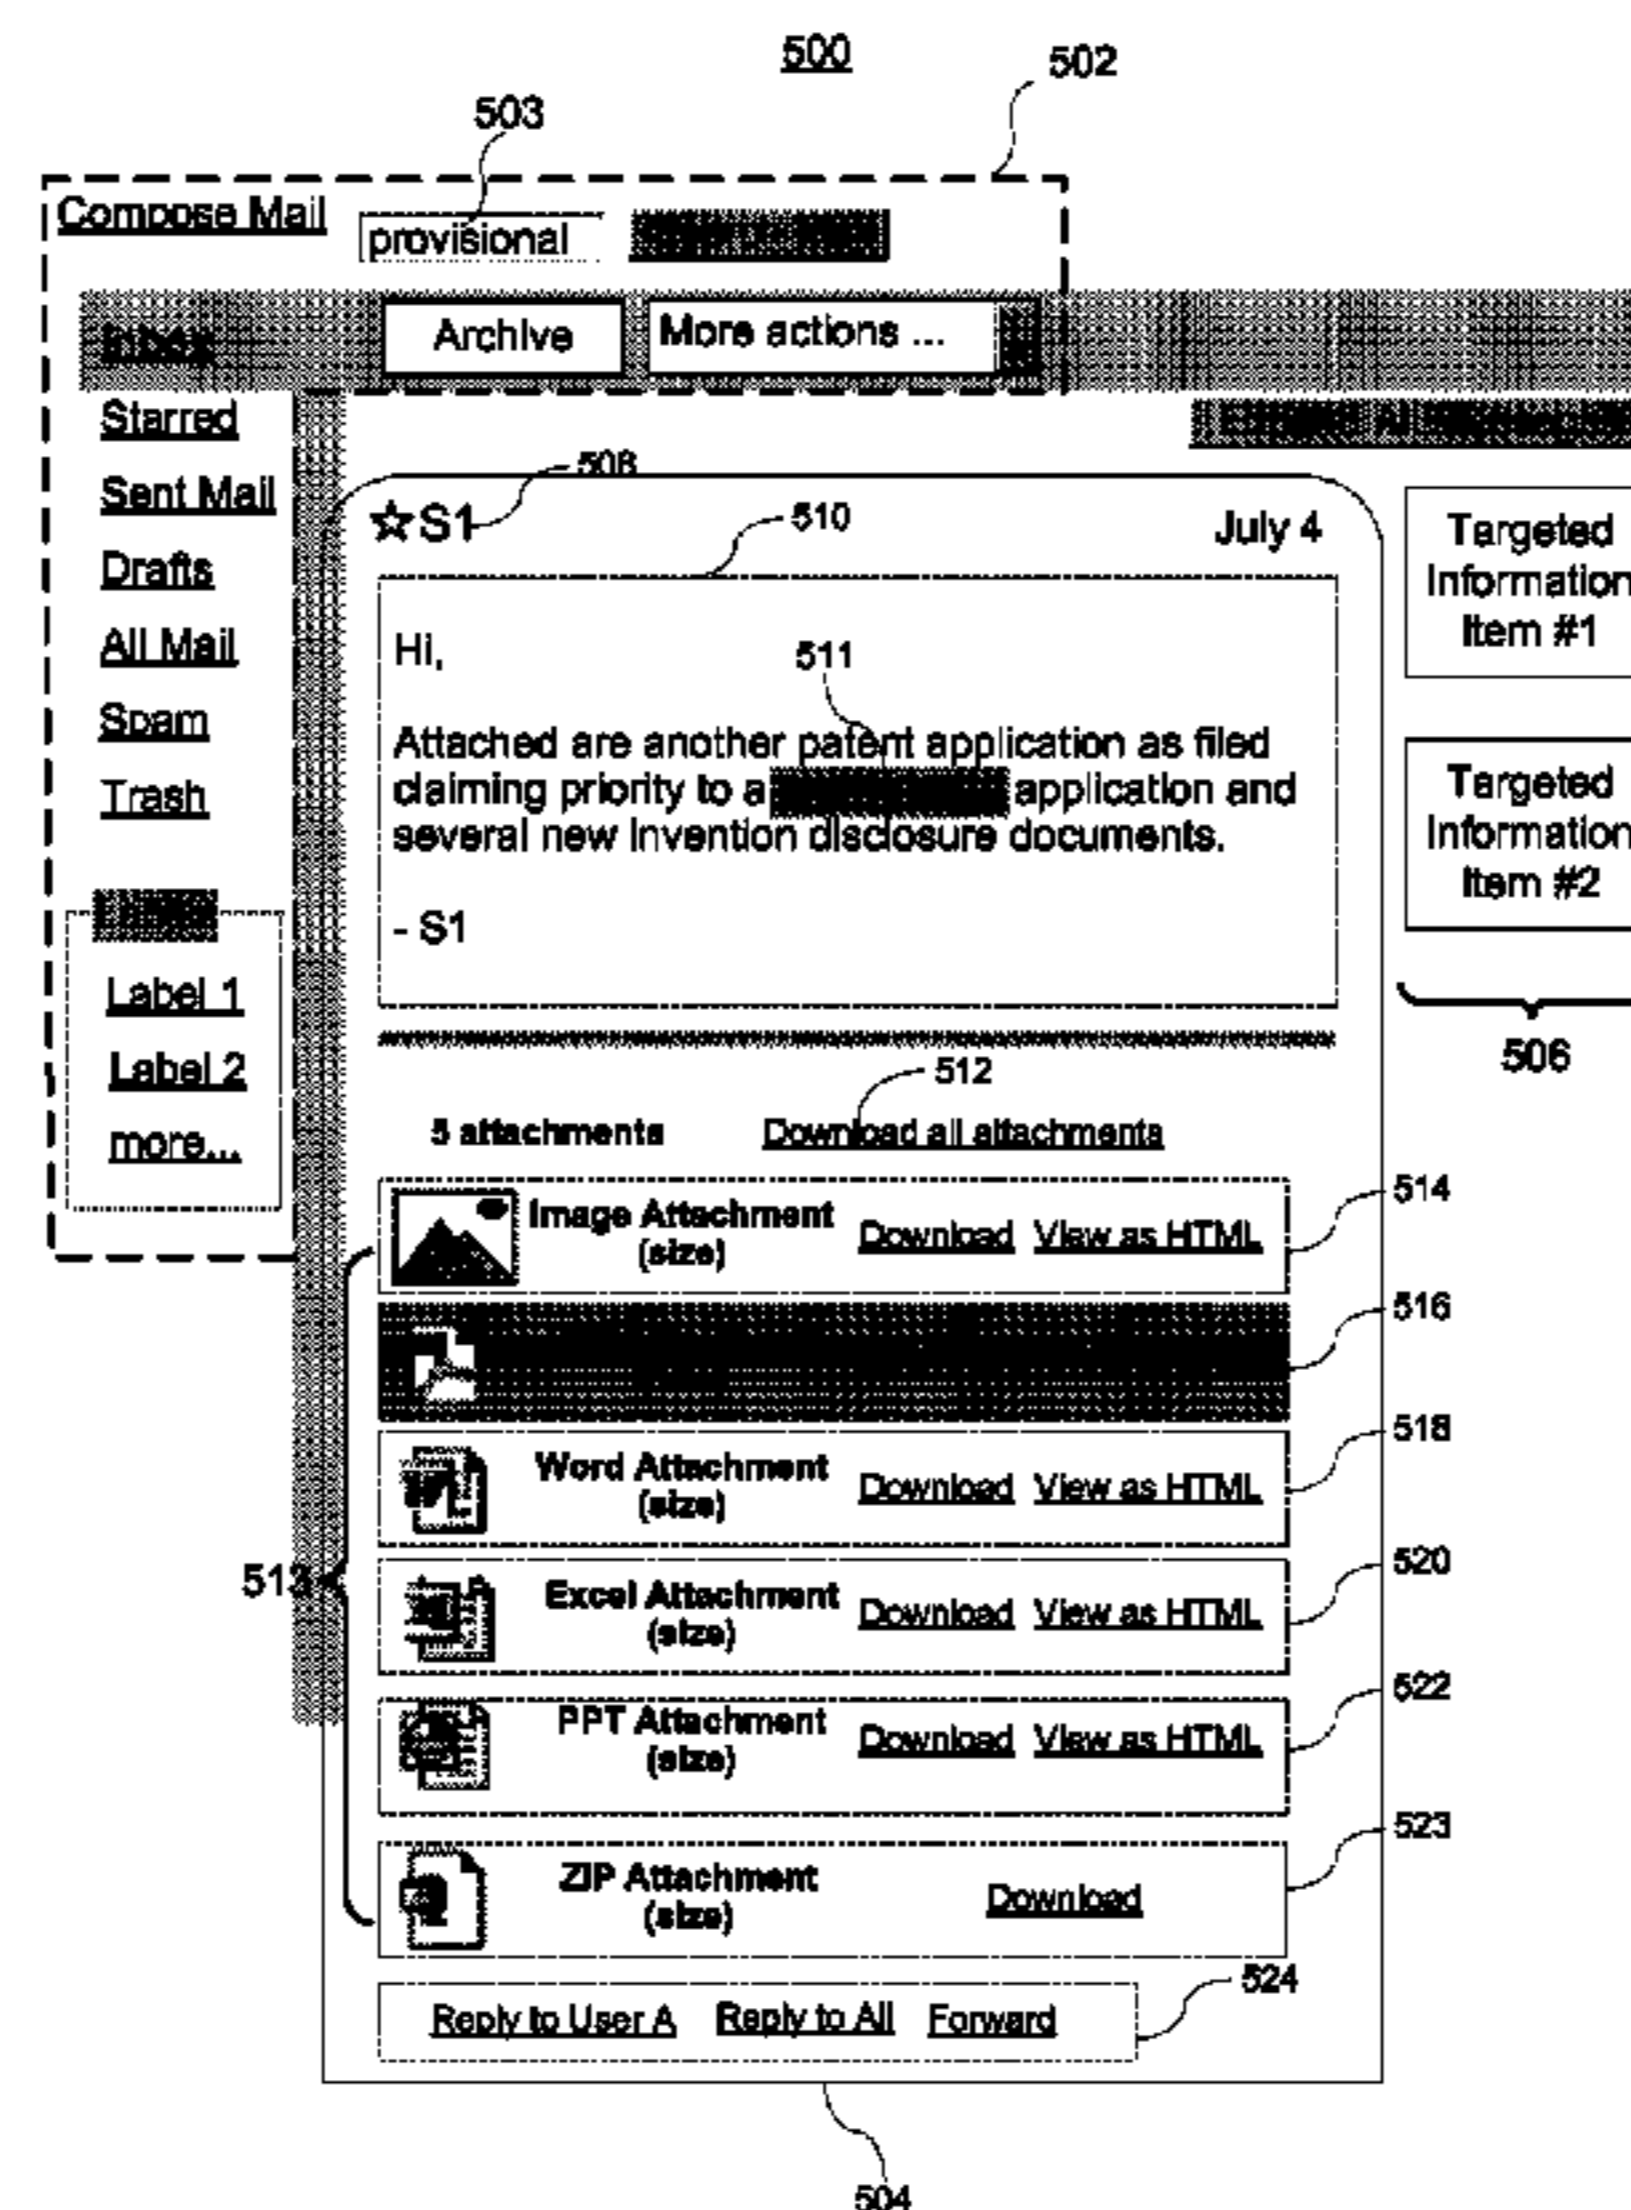 500
502
503
Compose Mail
provisional
Inbox
Archive
More actions ...
Starred
Sent Mail
Drafts
All Mail
Spam
Trash
Label 1
Label 2
more...
508
☆S1
July 4
510
Hi,
511
Attached are another patent application as filed
claiming priority to a application and
several new invention disclosure documents.
- S1
Targeted
Information
Item #1
Targeted
Information
Item #2
506
512
5 attachments Download all attachments
Image Attachment
(size)
Download View as HTML
514
516
Word Attachment
(size)
Download View as HTML
518
513
Excel Attachment
(size)
Download View as HTML
520
PPT Attachment
(size)
Download View as HTML
522
ZIP Attachment
(size)
Download
523
524
Reply to User A Reply to All Forward
504